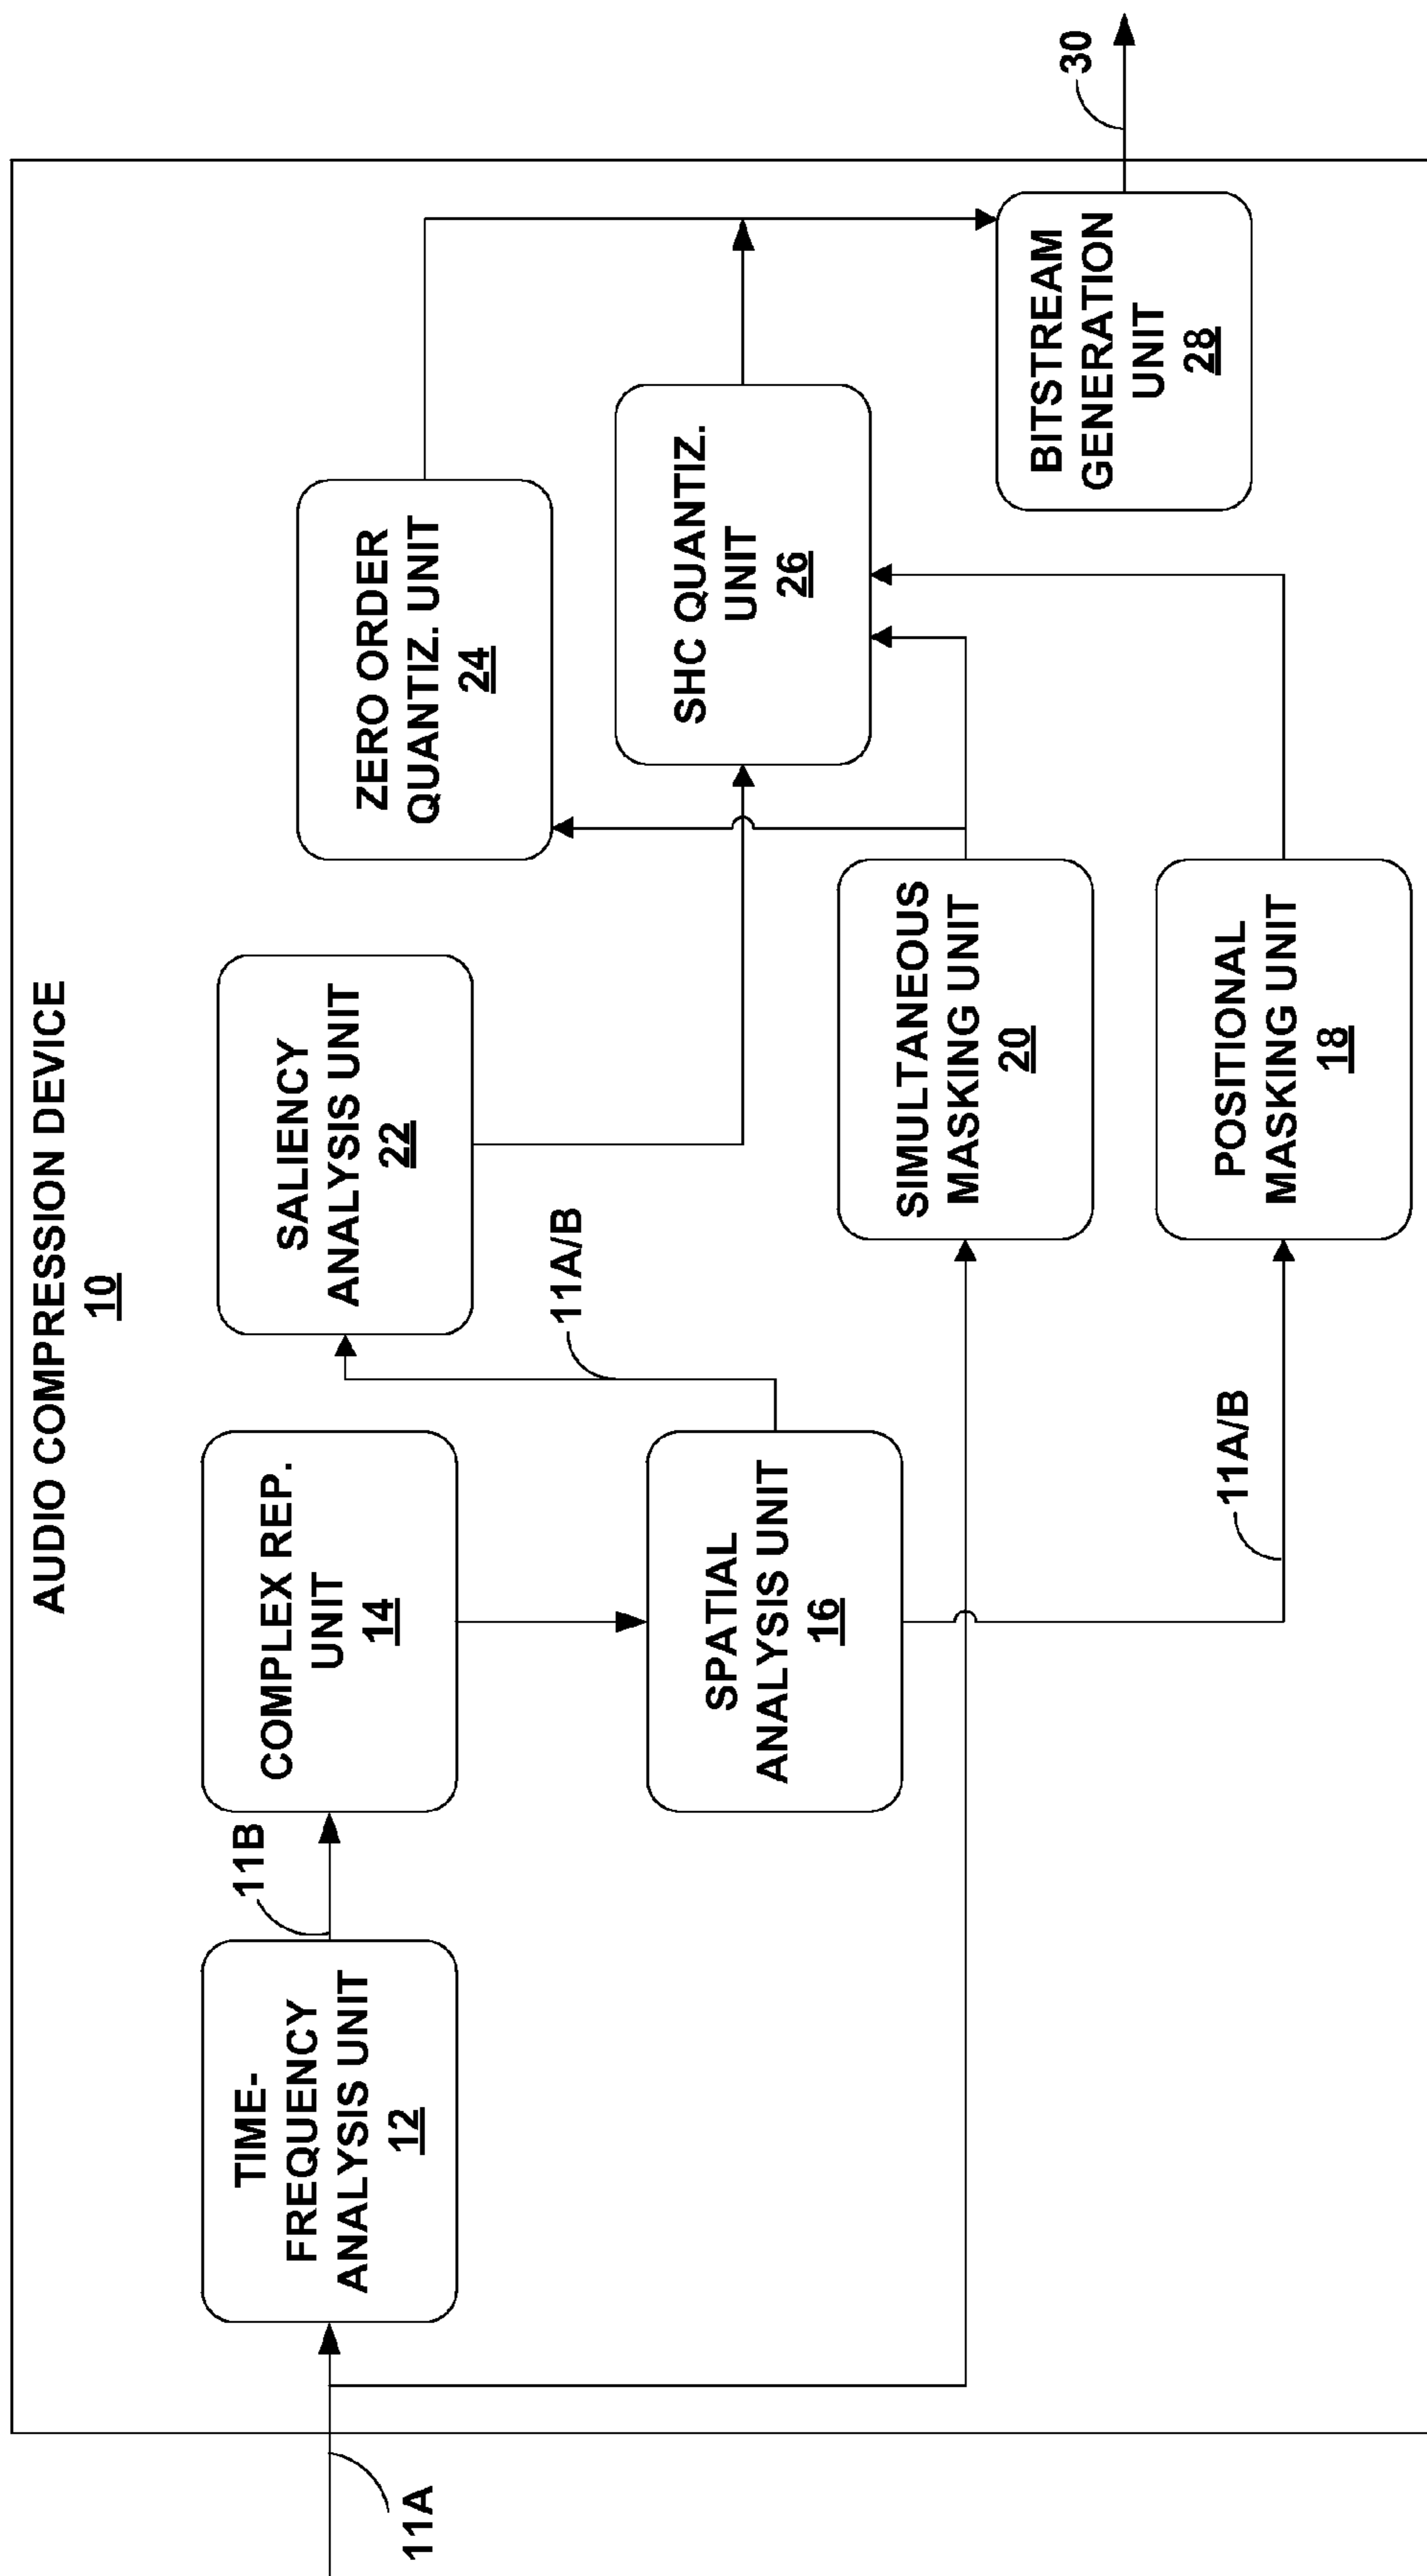 AUDIO COMPRESSION DEVICE
10
11A
TIME-
FREQUENCY
ANALYSIS UNIT
12
11B
COMPLEX REP.
UNIT
14
SPATIAL
ANALYSIS UNIT
16
11A/B
11A/B
SALIENCY
ANALYSIS UNIT
22
SIMULTANEOUS
MASKING UNIT
20
POSITIONAL
MASKING UNIT
18
ZERO ORDER
QUANTIZ. UNIT
24
SHC QUANTIZ.
UNIT
26
BITSTREAM
GENERATION
UNIT
28
30